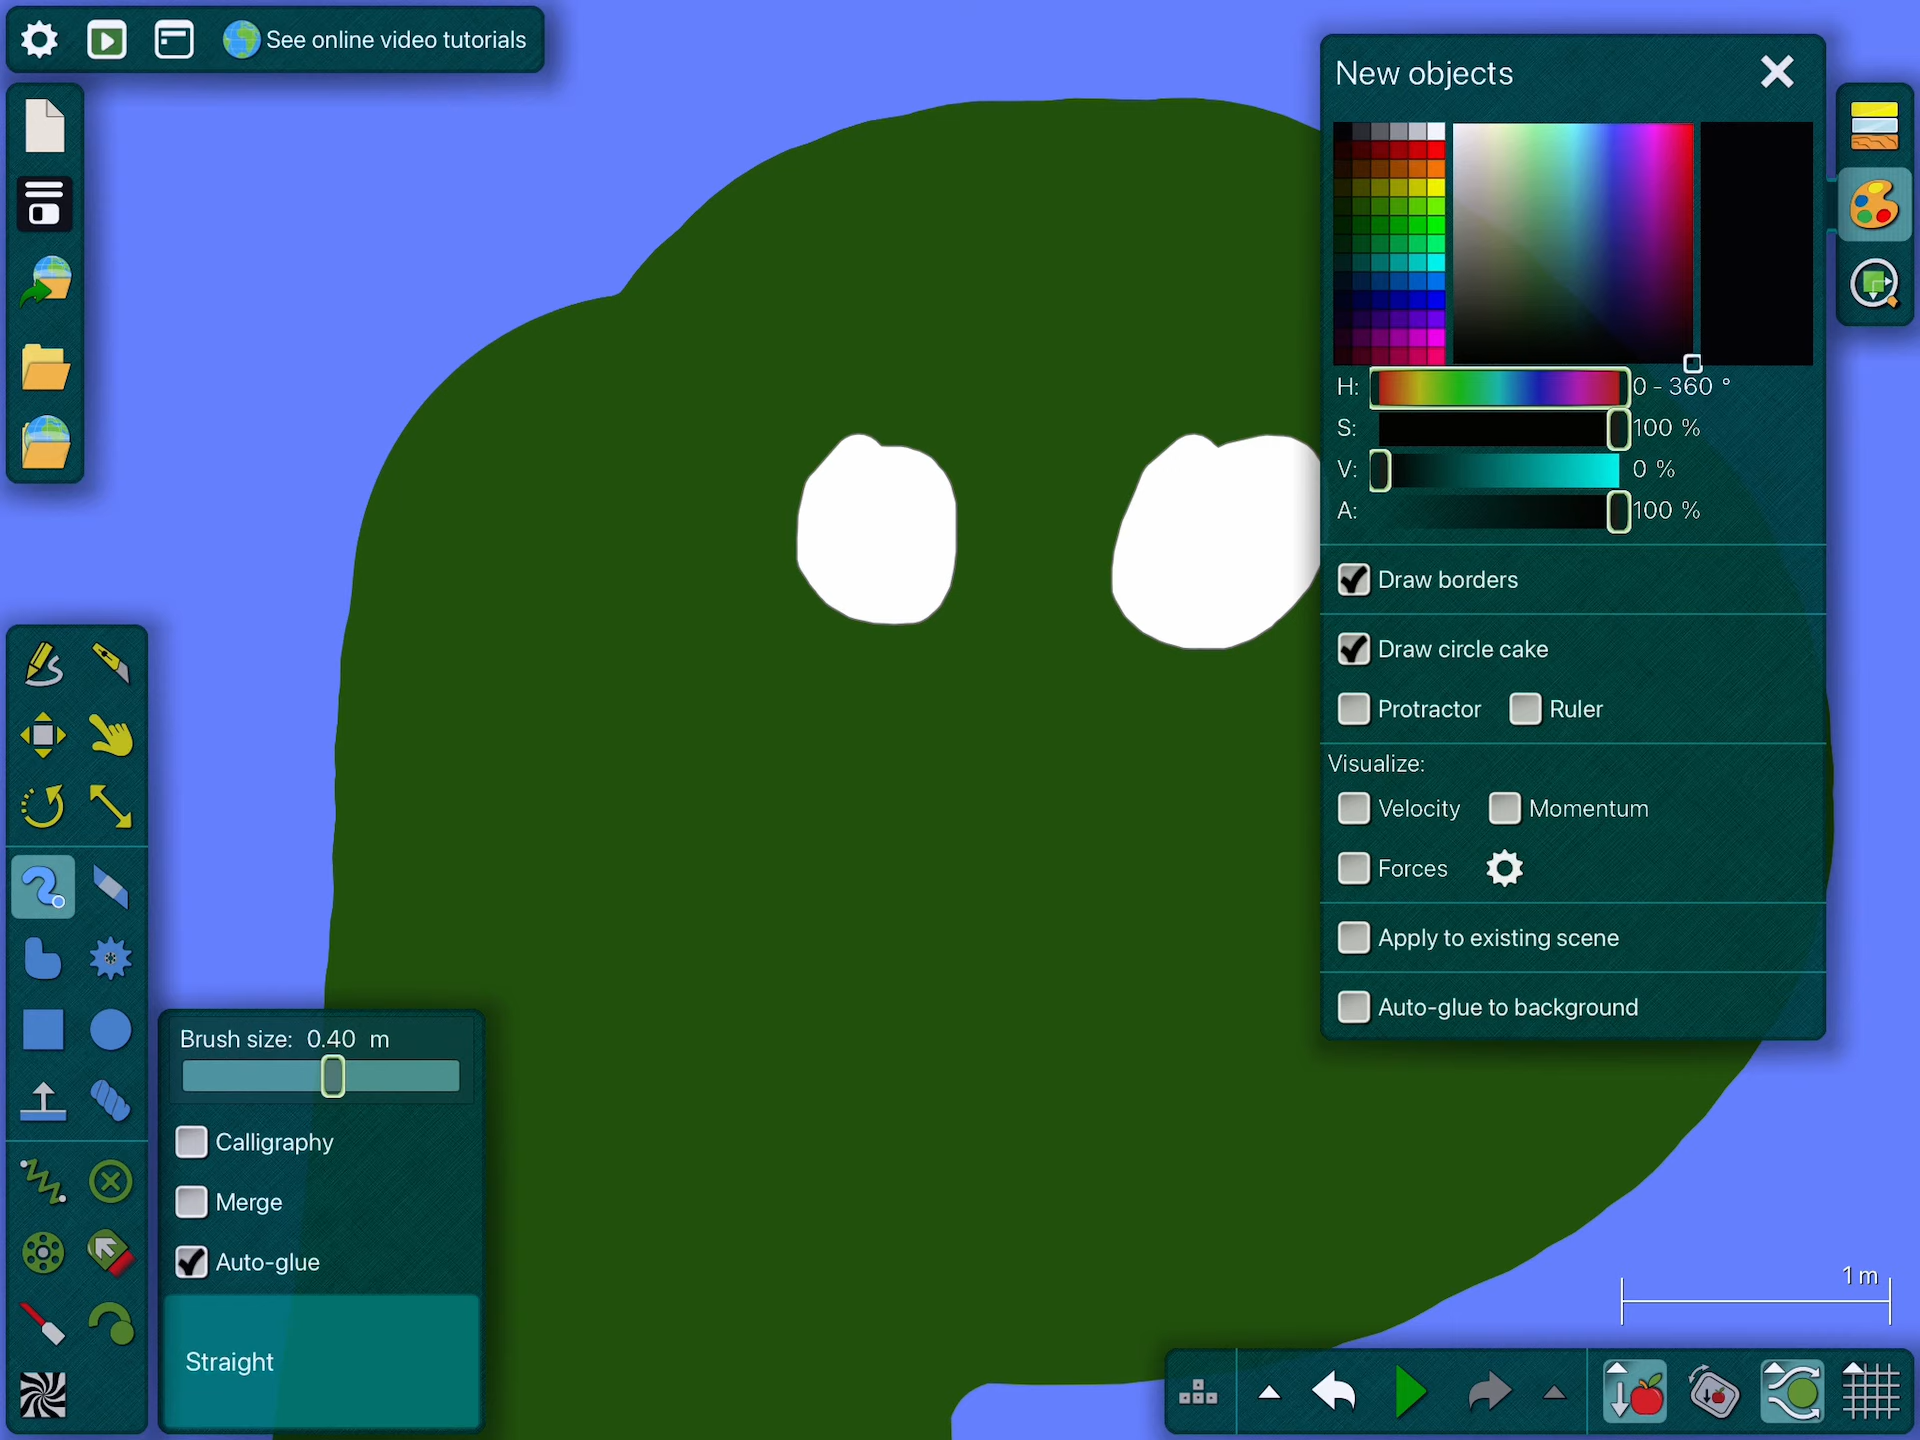 See online video tutorials
New objects
H: 0 - 360 °
S: 100 %
V: 0 %
A: 100 %
Draw borders
Draw circle cake
Protractor Ruler
Visualize:
Velocity Momentum
Forces
Apply to existing scene
Auto-glue to background
Brush size: 0.40 m
Calligraphy
Merge
Auto-glue
Straight
1 m